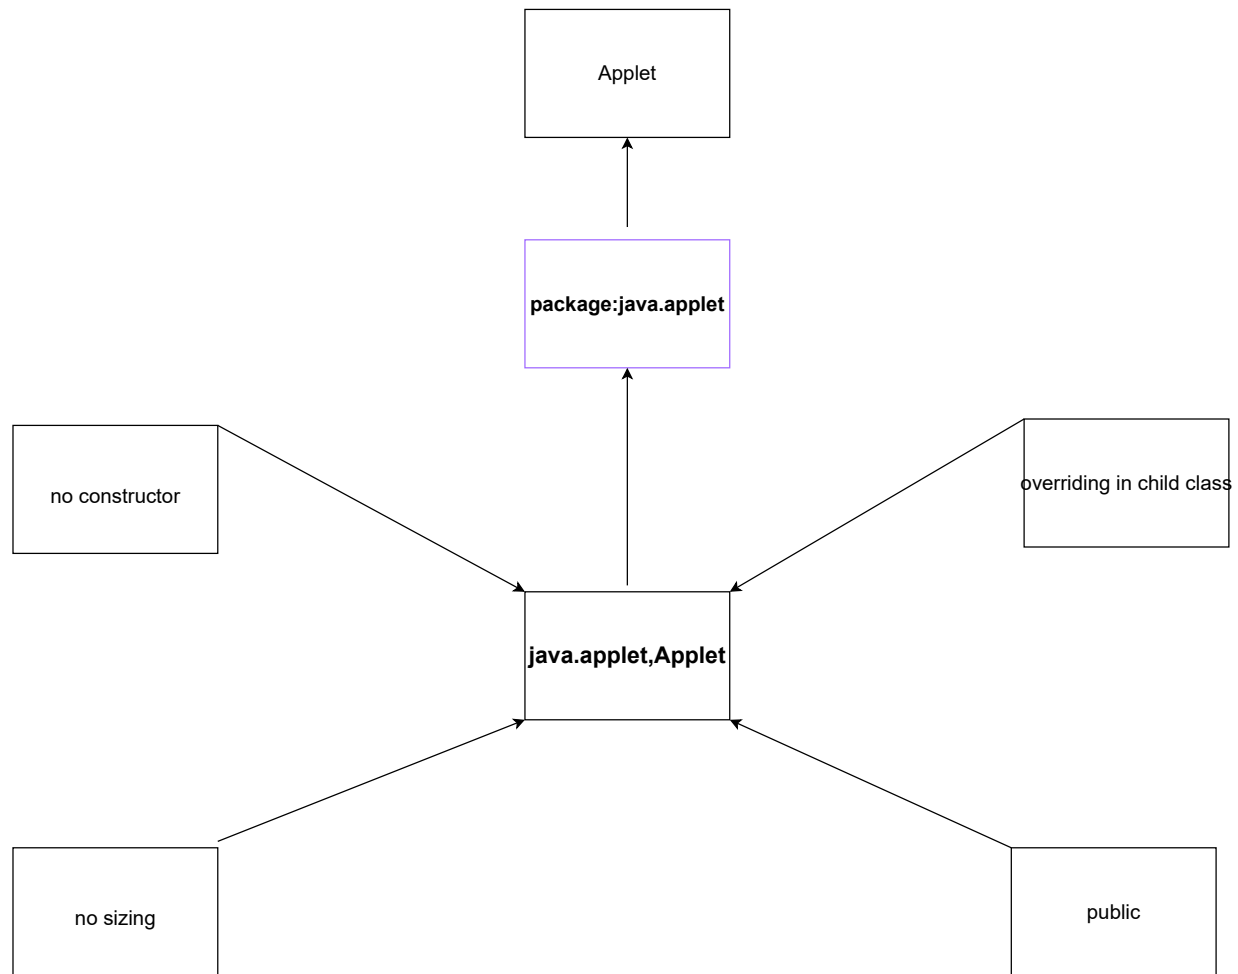 Applet
package:java.applet
no constructor
overriding in child class
java.applet,Applet
no sizing
public